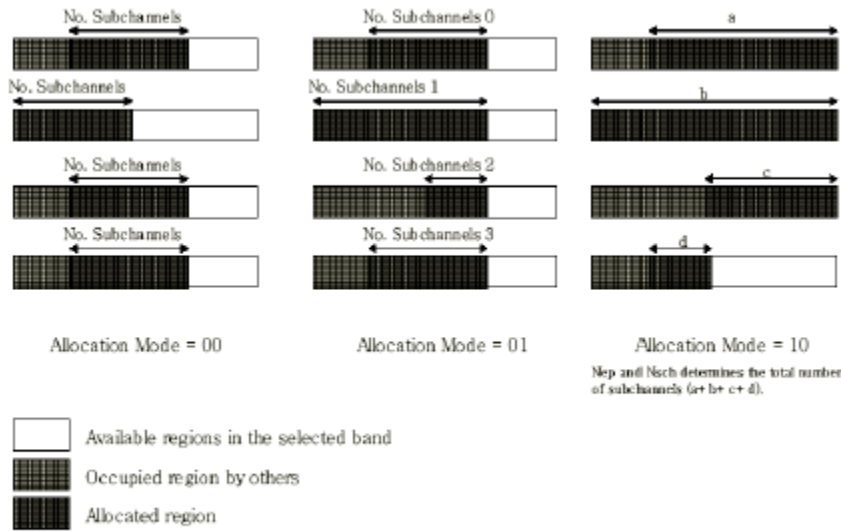 No. Subchannels
No. Subchannels 0
a
No. Subchannels
No. Subchannels 1
b
No. Subchannels
No. Subchannels 2
c
No. Subchannels
No. Subchannels 3
d
Allocation Mode = 00
Allocation Mode = 01
Allocation Mode = 10
Nep and Nsch determines the total number
of subchannels (a+ b+ c+ d).
Available regions in the selected band
Occupied region by others
Allocated region